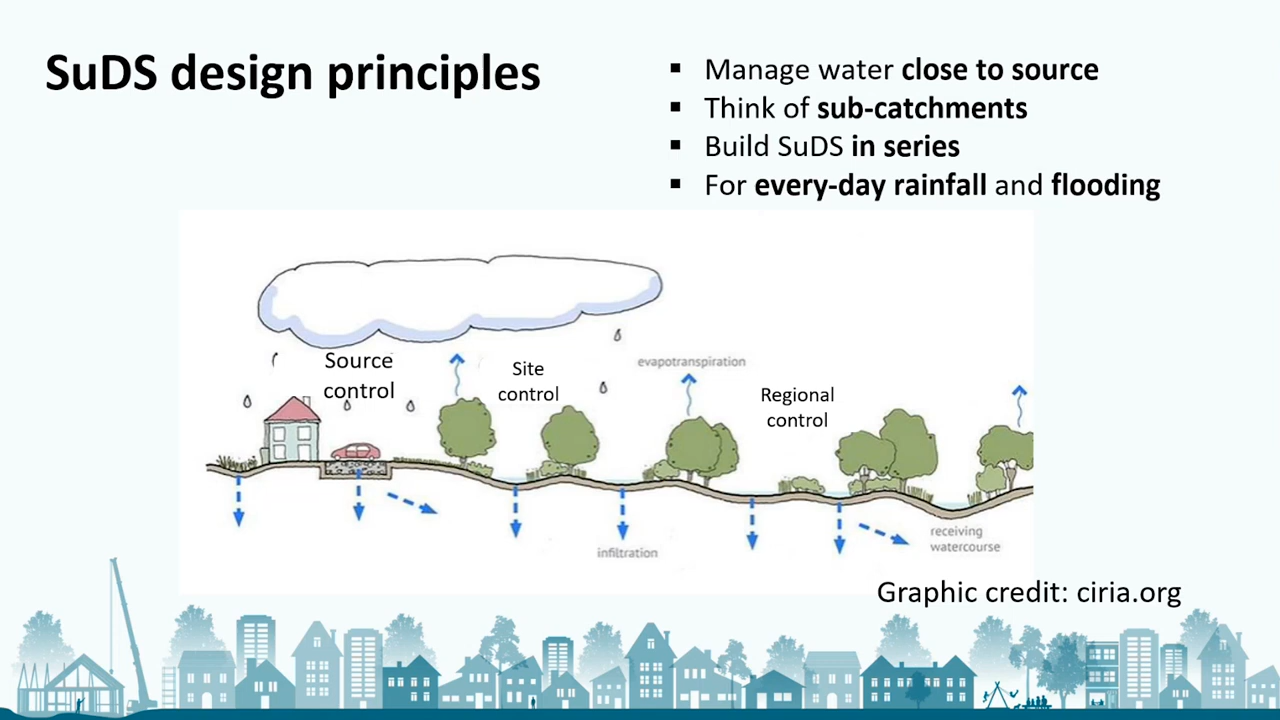 SuDS design principles
▪ Manage water close to source
▪ Think of sub-catchments
▪ Build SuDS in series
▪ For every-day rainfall and flooding
Source
control
Site
control
evapotranspiration
Regional
control
infiltration
receiving
watercourse
Graphic credit: ciria.org